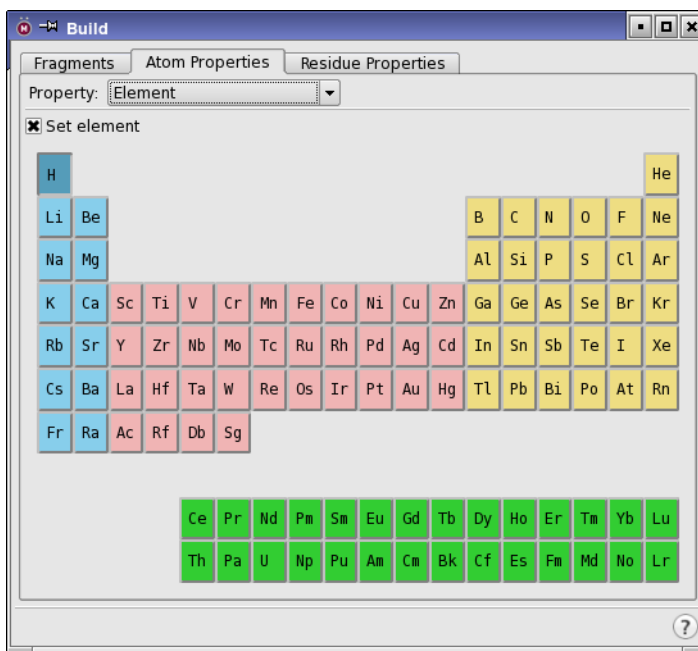 Build
Fragments Atom Properties Residue Properties
Property: Element
Set element
H He
Li Be B C N O F Ne
Na Mg Al Si P S Cl Ar
K Ca Sc Ti V Cr Mn Fe Co Ni Cu Zn Ga Ge As Se Br Kr
Rb Sr Y Zr Nb Mo Tc Ru Rh Pd Ag Cd In Sn Sb Te I Xe
Cs Ba La Hf Ta W Re Os Ir Pt Au Hg Tl Pb Bi Po At Rn
Fr Ra Ac Rf Db Sg
Ce Pr Nd Pm Sm Eu Gd Tb Dy Ho Er Tm Yb Lu
Th Pa U Np Pu Am Cm Bk Cf Es Fm Md No Lr
?